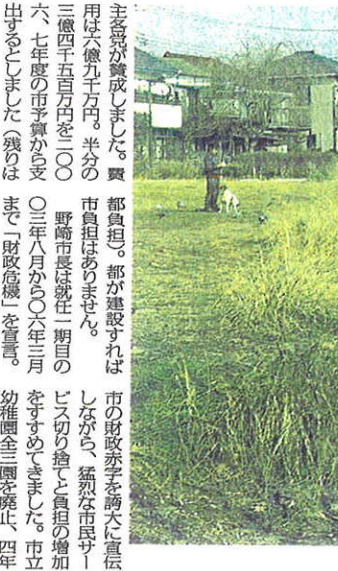 主各党が賛成しました。費
用は六億九千万円。半分の
三億四千五百万円を二〇〇
六、七年度の市予算から支
出するとしました（残りは
都負担）。都が建設すれば
市負担はありません。
野崎市長は就任一期目の
〇三年八月から〇六年三月
まで「財政危機」を宣言。
市の財政赤字を誇大に宣伝
しながら、猛烈な市民サー
ビス切り捨てと負担の増加
をすすめてきました。市立
幼稚園全三園を廃止、四年